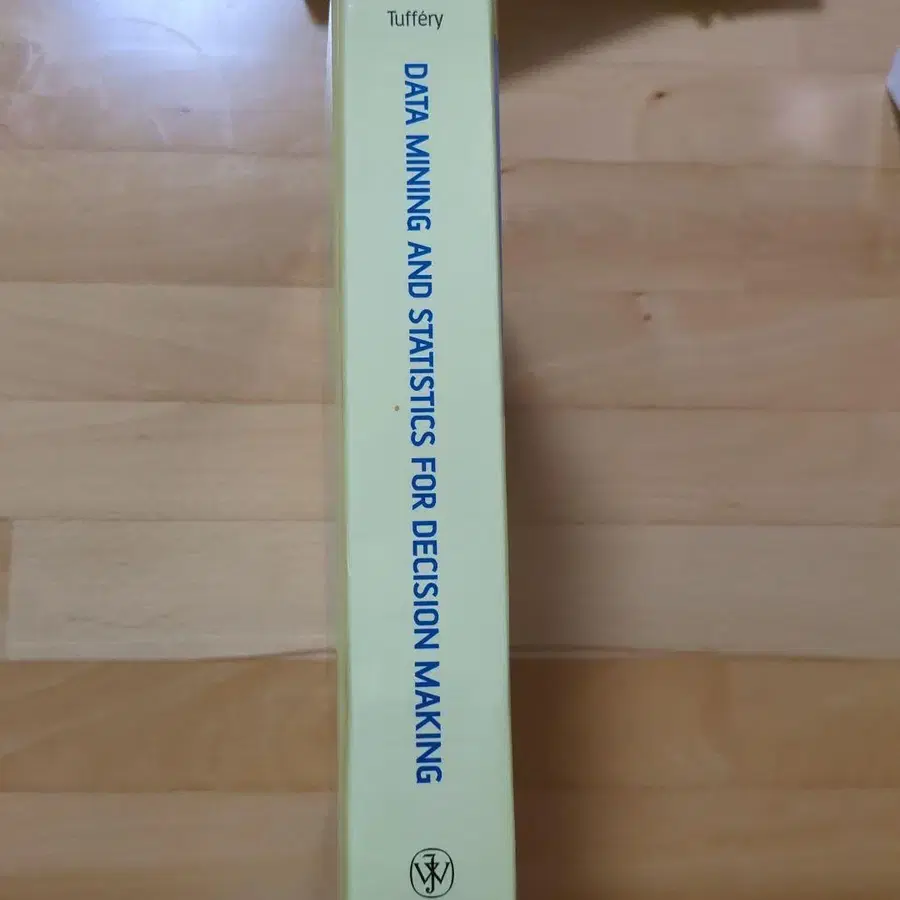 Tufféry
DATA MINING AND STATISTICS FOR DECISION MAKING